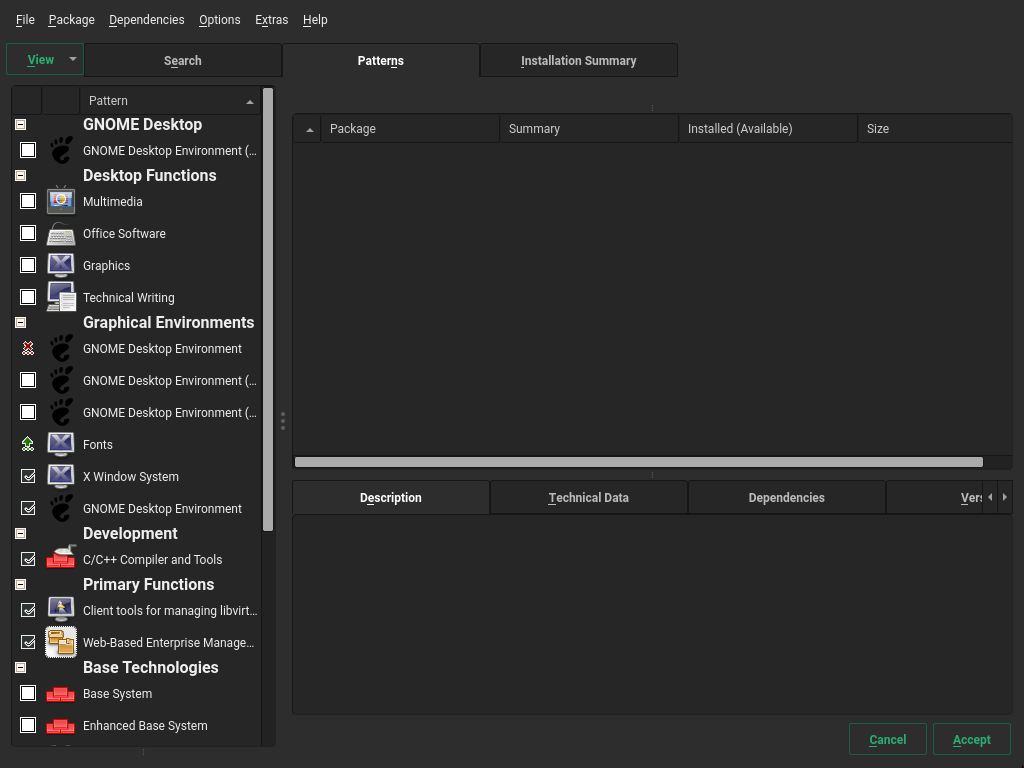 File Package Dependencies Options Extras Help
View Search Patterns Installation Summary
Pattern
GNOME Desktop
GNOME Desktop Environment (...
Desktop Functions
Multimedia
Office Software
Graphics
Technical Writing
Graphical Environments
GNOME Desktop Environment
GNOME Desktop Environment (...
GNOME Desktop Environment (...
Fonts
X Window System
GNOME Desktop Environment
Development
C/C++ Compiler and Tools
Primary Functions
Client tools for managing libvirt...
Web-Based Enterprise Manage...
Base Technologies
Base System
Enhanced Base System
Package Summary Installed (Available) Size
Description Technical Data Dependencies Vers
Cancel Accept